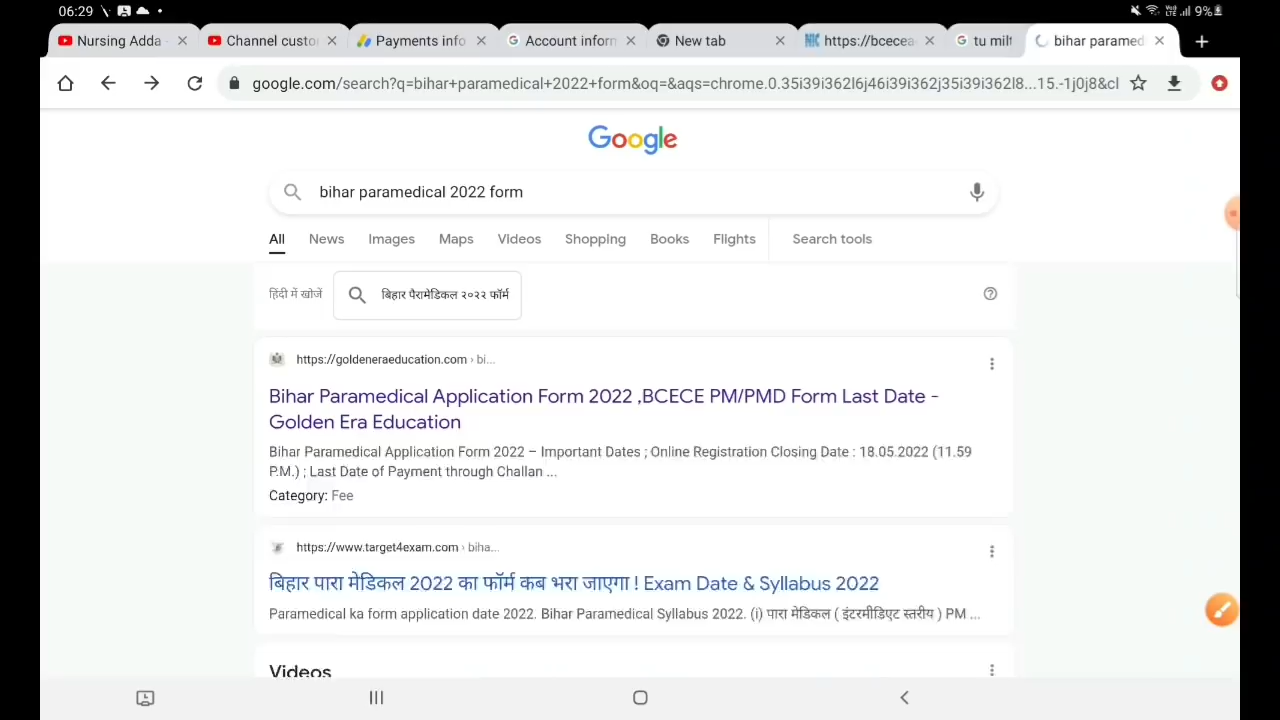 06:29
9%
Nursing Adda
Channel custo
Payments info
Account inform
New tab
https://bcecea
tu milt
bihar paramed
google.com/search?q=bihar+paramedical+2022+form&oq=&aqs=chrome.0.35i39i362l6j46i39i362j35i39i362l8...15.-1j0j8&cl
Google
bihar paramedical 2022 form
All News Images Maps Videos Shopping Books Flights Search tools
हिंदी में खोजें
बिहार पैरामेडिकल २०२२ फॉर्म
https://goldeneraeducation.com › bi...
Bihar Paramedical Application Form 2022 ,BCECE PM/PMD Form Last Date -
Golden Era Education
Bihar Paramedical Application Form 2022 – Important Dates ; Online Registration Closing Date : 18.05.2022 (11.59
P.M.) ; Last Date of Payment through Challan ...
Category: Fee
https://www.target4exam.com › biha...
बिहार पारा मेडिकल 2022 का फॉर्म कब भरा जाएगा ! Exam Date & Syllabus 2022
Paramedical ka form application date 2022. Bihar Paramedical Syllabus 2022. (i) पारा मेडिकल ( इंटरमीडिएट स्तरीय ) PM ...
Videos